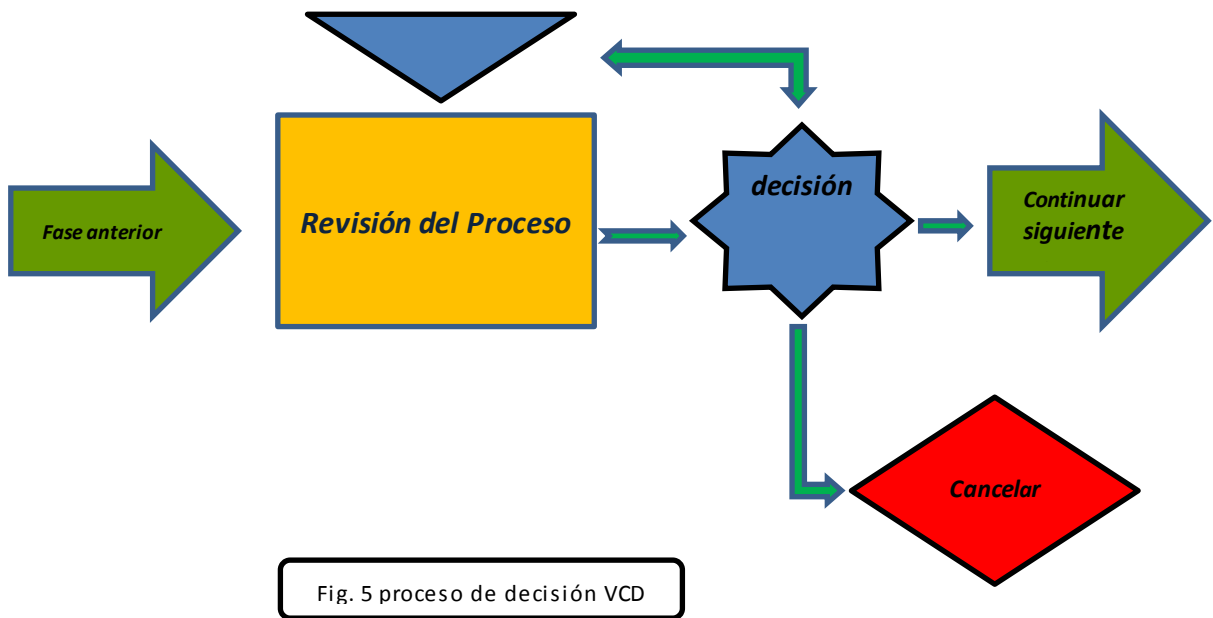 decisión
Fase anterior
Revisión del Proceso
Continuar
siguiente
Cancelar
Fig. 5 proceso de decisión VCD